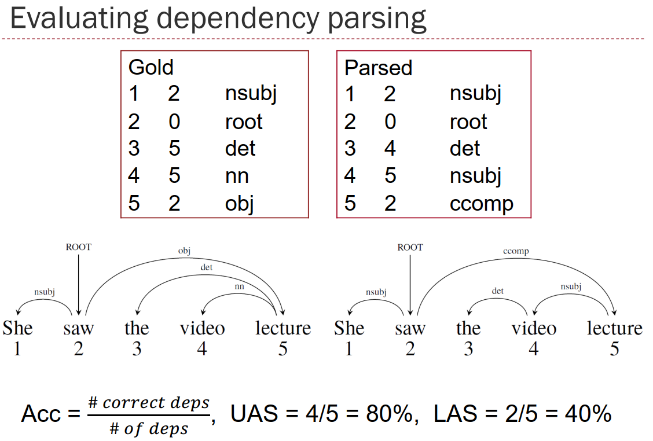 Evaluating dependency parsing
Gold
1 2 nsubj
2 0 root
3 5 det
4 5 nn
5 2 obj
Parsed
1 2 nsubj
2 0 root
3 4 det
4 5 nsubj
5 2 ccomp
ROOT
obj
det
nsubj
nn
She saw the video lecture
1 2 3 4 5
ROOT
ccomp
nsubj
det
nsubj
She saw the video lecture
1 2 3 4 5
Acc = # correct deps / # of deps, UAS = 4/5 = 80%, LAS = 2/5 = 40%